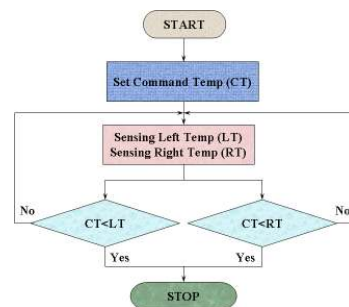 START
Set Command Temp (CT)
Sensing Left Temp (LT)
Sensing Right Temp (RT)
No
CT<LT
CT<RT
No
Yes
Yes
STOP